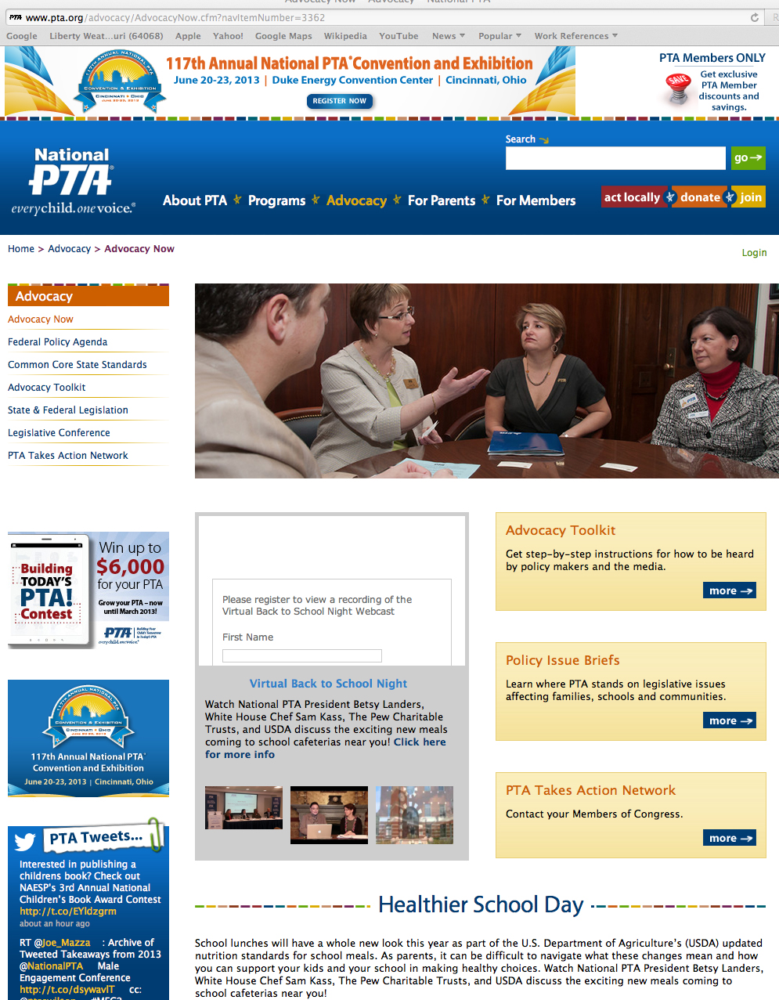 Advocacy Now - Advocacy - National PTA
PTA www.pta.org/advocacy/AdvocacyNow.cfm?navItemNumber=3362
Google Liberty Weat...uri (64068) Apple Yahoo! Google Maps Wikipedia YouTube News Popular Work References
117TH ANNUAL NATIONAL PTA
CONVENTION & EXHIBITION
CINCINNATI • OHIO
JUNE 20-23, 2013
117th Annual National PTA® Convention and Exhibition
June 20-23, 2013 | Duke Energy Convention Center | Cincinnati, Ohio
REGISTER NOW
PTA Members ONLY
SAVE
Get exclusive
PTA Member
discounts and
savings.
National
PTA®
everychild.onevoice.®
Search
go
About PTA Programs Advocacy For Parents For Members
act locally donate join
Home > Advocacy > Advocacy Now
Login
Advocacy
Advocacy Now
Federal Policy Agenda
Common Core State Standards
Advocacy Toolkit
State & Federal Legislation
Legislative Conference
PTA Takes Action Network
Building
TODAY'S
PTA!
Contest
Win up to
$6,000
for your PTA
Grow your PTA – now
until March 2013!
PTA
everychild.onevoice.®
Building Your
Child's Tomorrow
in Today's PTA
117TH ANNUAL NATIONAL PTA
CONVENTION & EXHIBITION
CINCINNATI • OHIO
JUNE 20-23, 2013
117th Annual National PTA®
Convention and Exhibition
June 20-23, 2013 | Cincinnati, Ohio
PTA Tweets...
Interested in publishing a
childrens book? Check out
NAESP's 3rd Annual National
Children's Book Award Contest
http://t.co/EYldzgrm
about an hour ago
RT @Joe_Mazza : Archive of
Tweeted Takeaways from 2013
@NationalPTA Male
Engagement Conference
http://t.co/dsywavlT cc:
Please register to view a recording of the
Virtual Back to School Night Webcast
First Name
Virtual Back to School Night
Watch National PTA President Betsy Landers,
White House Chef Sam Kass, The Pew Charitable
Trusts, and USDA discuss the exciting new meals
coming to school cafeterias near you! Click here
for more info
Advocacy Toolkit
Get step-by-step instructions for how to be heard
by policy makers and the media.
more
Policy Issue Briefs
Learn where PTA stands on legislative issues
affecting families, schools and communities.
more
PTA Takes Action Network
Contact your Members of Congress.
more
Healthier School Day
School lunches will have a whole new look this year as part of the U.S. Department of Agriculture's (USDA) updated
nutrition standards for school meals. As parents, it can be difficult to navigate what these changes mean and how
you can support your kids and your school in making healthy choices. Watch National PTA President Betsy Landers,
White House Chef Sam Kass, The Pew Charitable Trusts, and USDA discuss the exciting new meals coming to
school cafeterias near you!